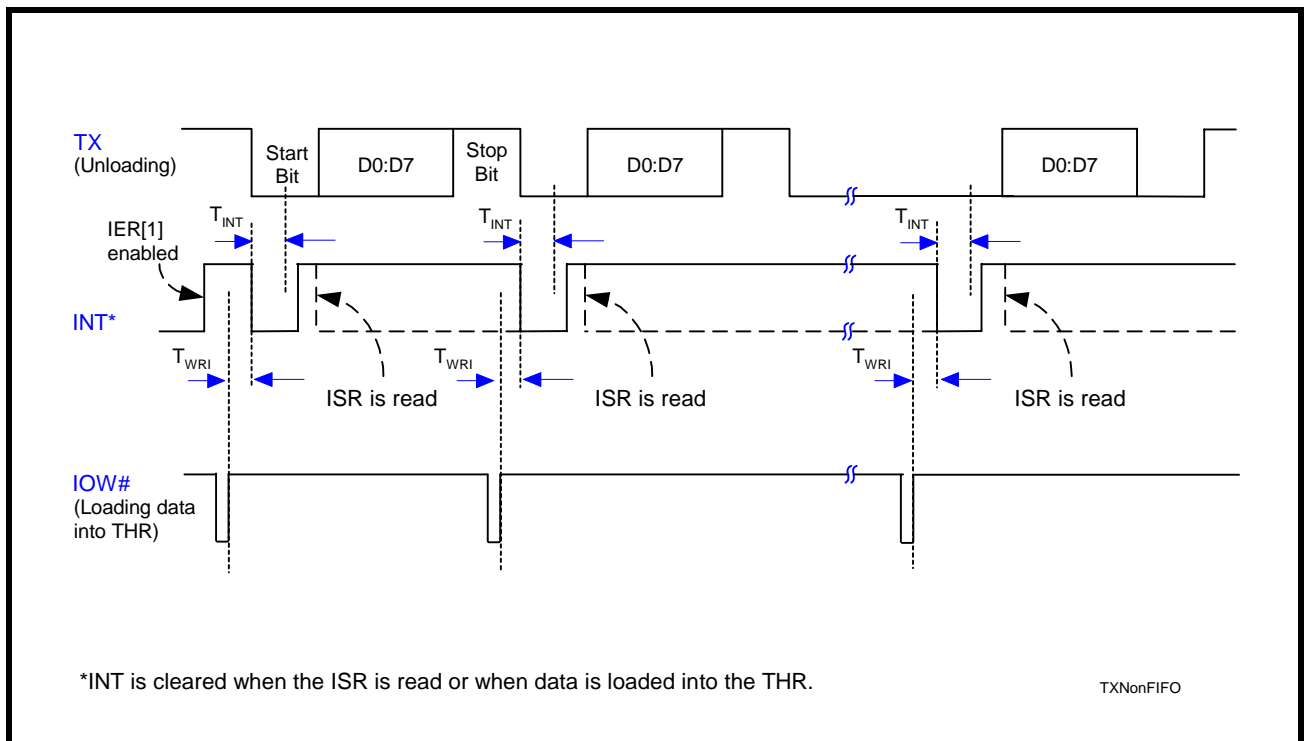 TX
(Unloading)
Start
Bit
D0:D7
Stop
Bit
D0:D7
D0:D7
IER[1]
enabled
TINT
TINT
TINT
INT*
TWRI
TWRI
TWRI
ISR is read
ISR is read
ISR is read
IOW#
(Loading data
into THR)
*INT is cleared when the ISR is read or when data is loaded into the THR.
TXNonFIFO